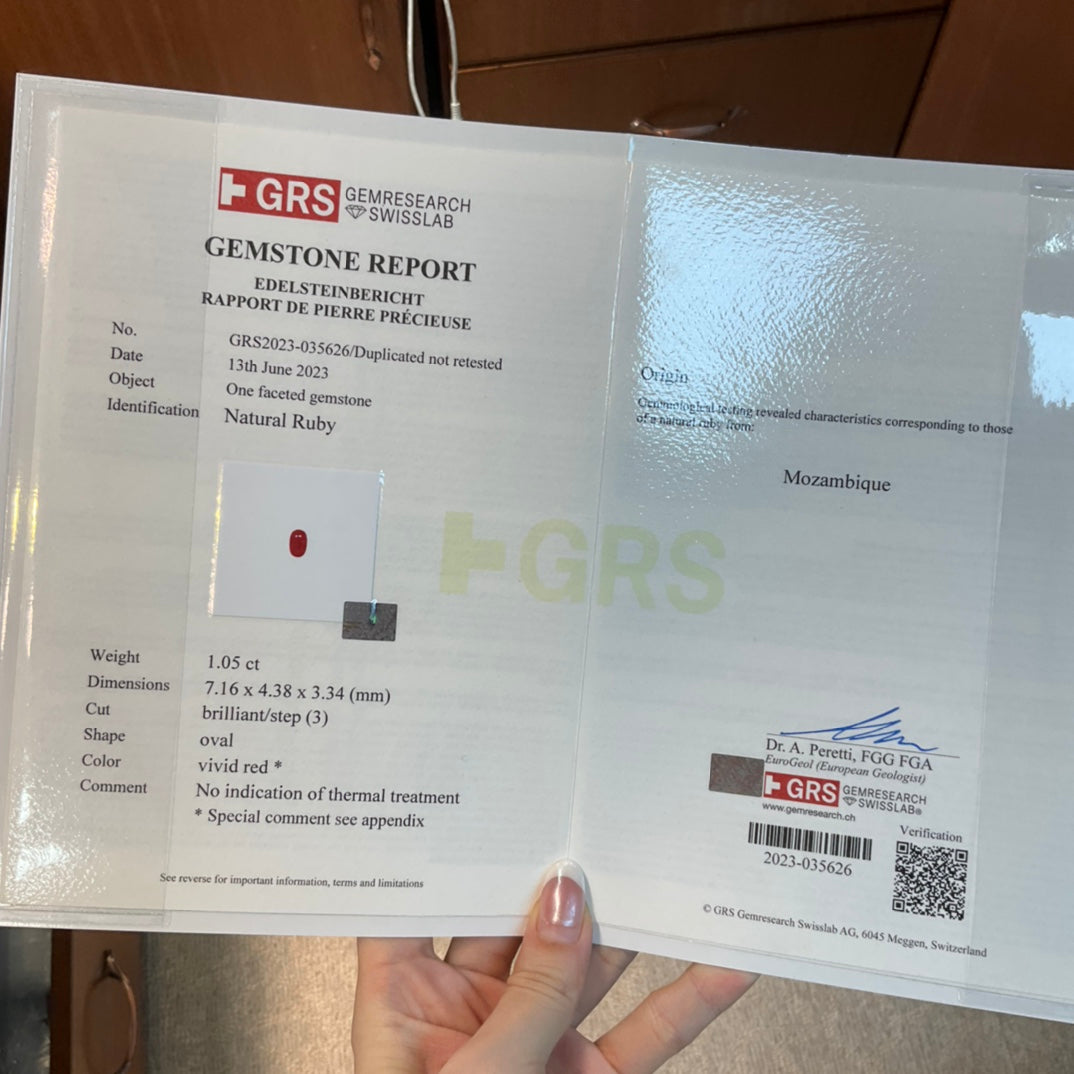 GRS GEMRESEARCH
SWISSLAB
GEMSTONE REPORT
EDELSTEINBERICHT
RAPPORT DE PIERRE PRÉCIEUSE
No. GRS2023-035626/Duplicated not retested
Date 13th June 2023
Object One faceted gemstone
Identification Natural Ruby
Weight 1.05 ct
Dimensions 7.16 x 4.38 x 3.34 (mm)
Cut brilliant/step (3)
Shape oval
Color vivid red *
Comment No indication of thermal treatment
* Special comment see appendix
See reverse for important information, terms and limitations
GRS
Origin
Gemmological testing revealed characteristics corresponding to those
of a natural ruby from:
Mozambique
Dr. A. Peretti, FGG FGA
EuroGeol (European Geologist)
GRS GEMRESEARCH
SWISSLAB®
www.gemresearch.ch
2023-035626
Verification
© GRS Gemresearch Swisslab AG, 6045 Meggen, Switzerland